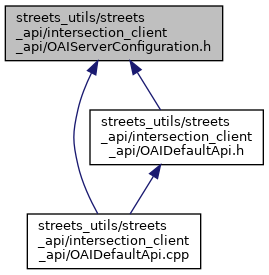 streets_utils/streets
_api/intersection_client
_api/OAIServerConfiguration.h
streets_utils/streets
_api/intersection_client
_api/OAIDefaultApi.h
streets_utils/streets
_api/intersection_client
_api/OAIDefaultApi.cpp